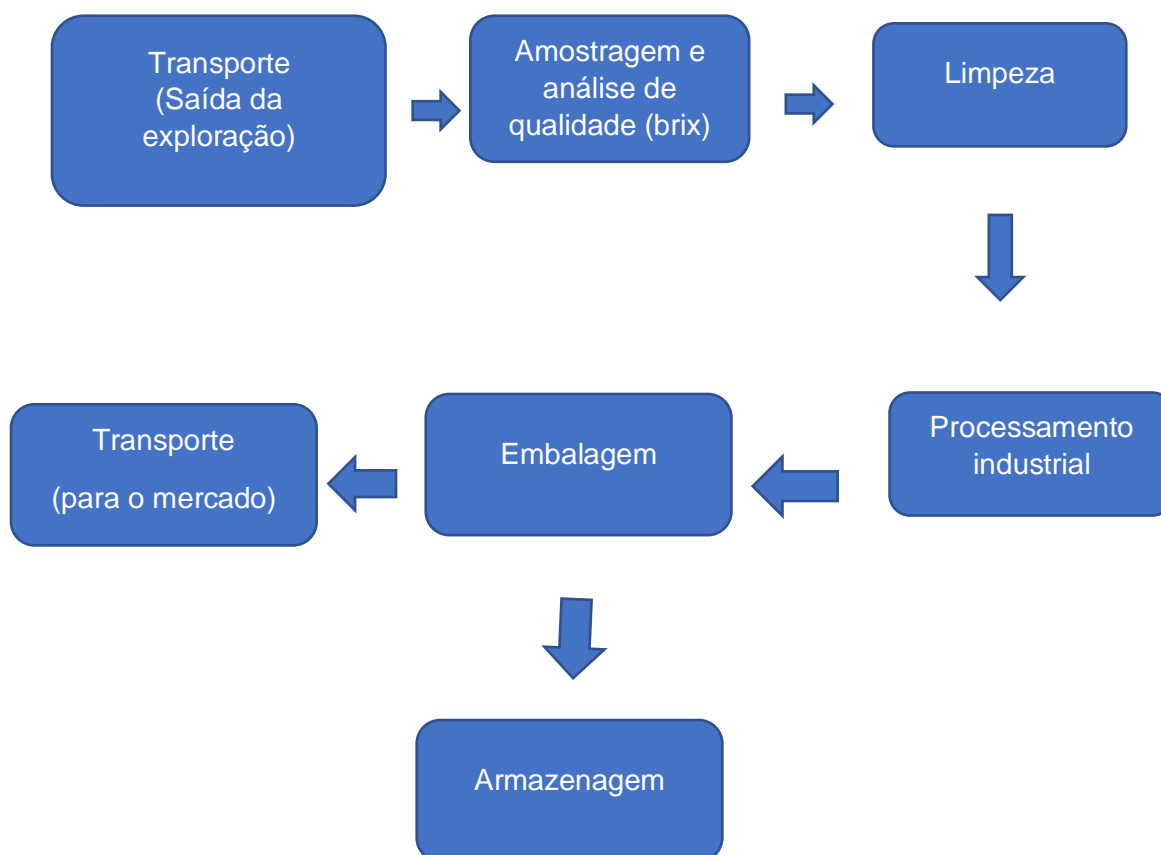 Transporte
(Saída da
exploração)
Amostragem e
análise de
qualidade (brix)
Limpeza
Processamento
industrial
Embalagem
Transporte
(para o mercado)
Armazenagem